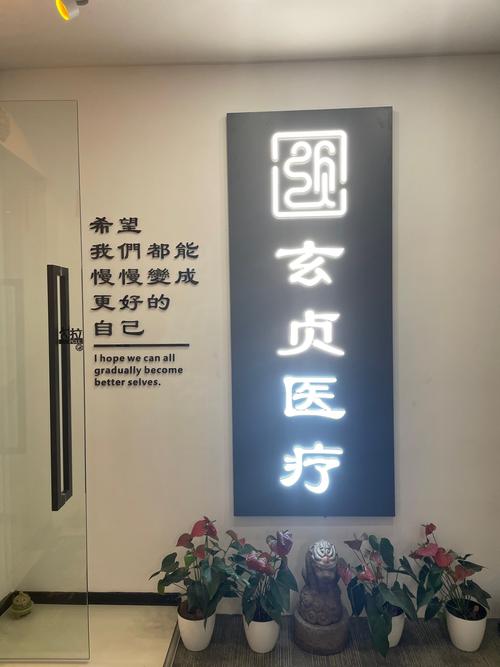 希望
我們都能
慢慢變成
更好的
自己
I hope we can all
gradually become
better selves.
玄贞医疗
拉